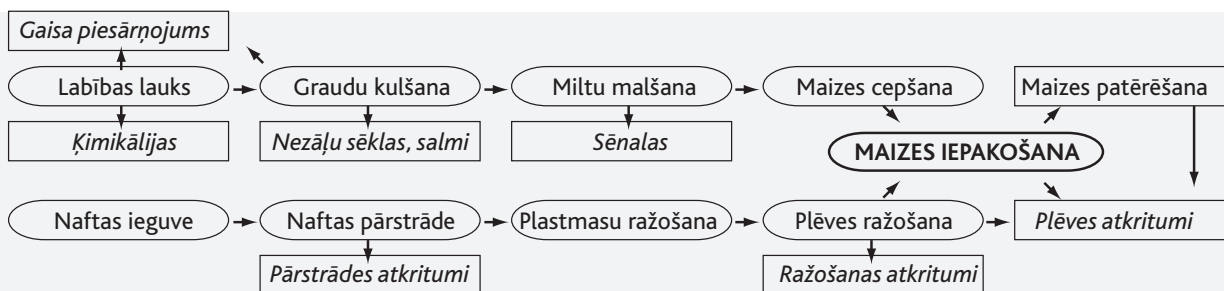 Gaisa piesārņojums
Labības lauks
Graudu kulšana
Miltu malšana
Maizes cepšana
Maizes patērēšana
Ķimikālijas
Nezāļu sēklas, salmi
Sēnalas
MAIZES IEPAKOŠANA
Naftas ieguve
Naftas pārstrāde
Plastmasu ražošana
Plēves ražošana
Plēves atkritumi
Pārstrādes atkritumi
Ražošanas atkritumi